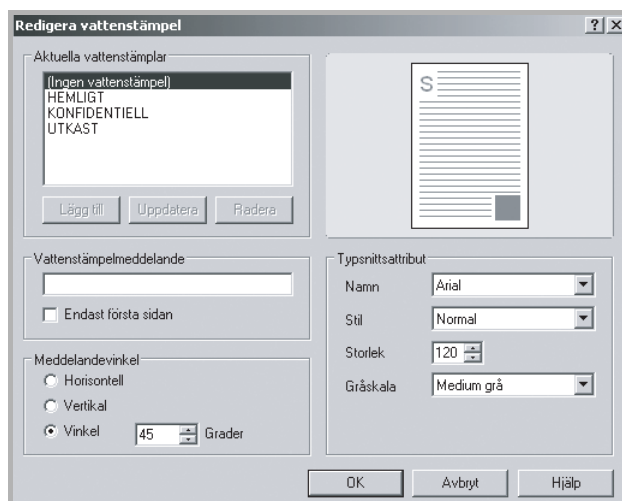 Redigera vattenstämpel
Aktuella vattenstämplar
(Ingen vattenstämpel)
HEMLIGT
KONFIDENTIELL
UTKAST
Lägg till Uppdatera Radera
S
Vattenstämpelmeddelande
Endast första sidan
Meddelandevinkel
Horisontell
Vertikal
Vinkel 45 Grader
Typsnittsattribut
Namn Arial
Stil Normal
Storlek 120
Gråskala Medium grå
OK Avbryt Hjälp